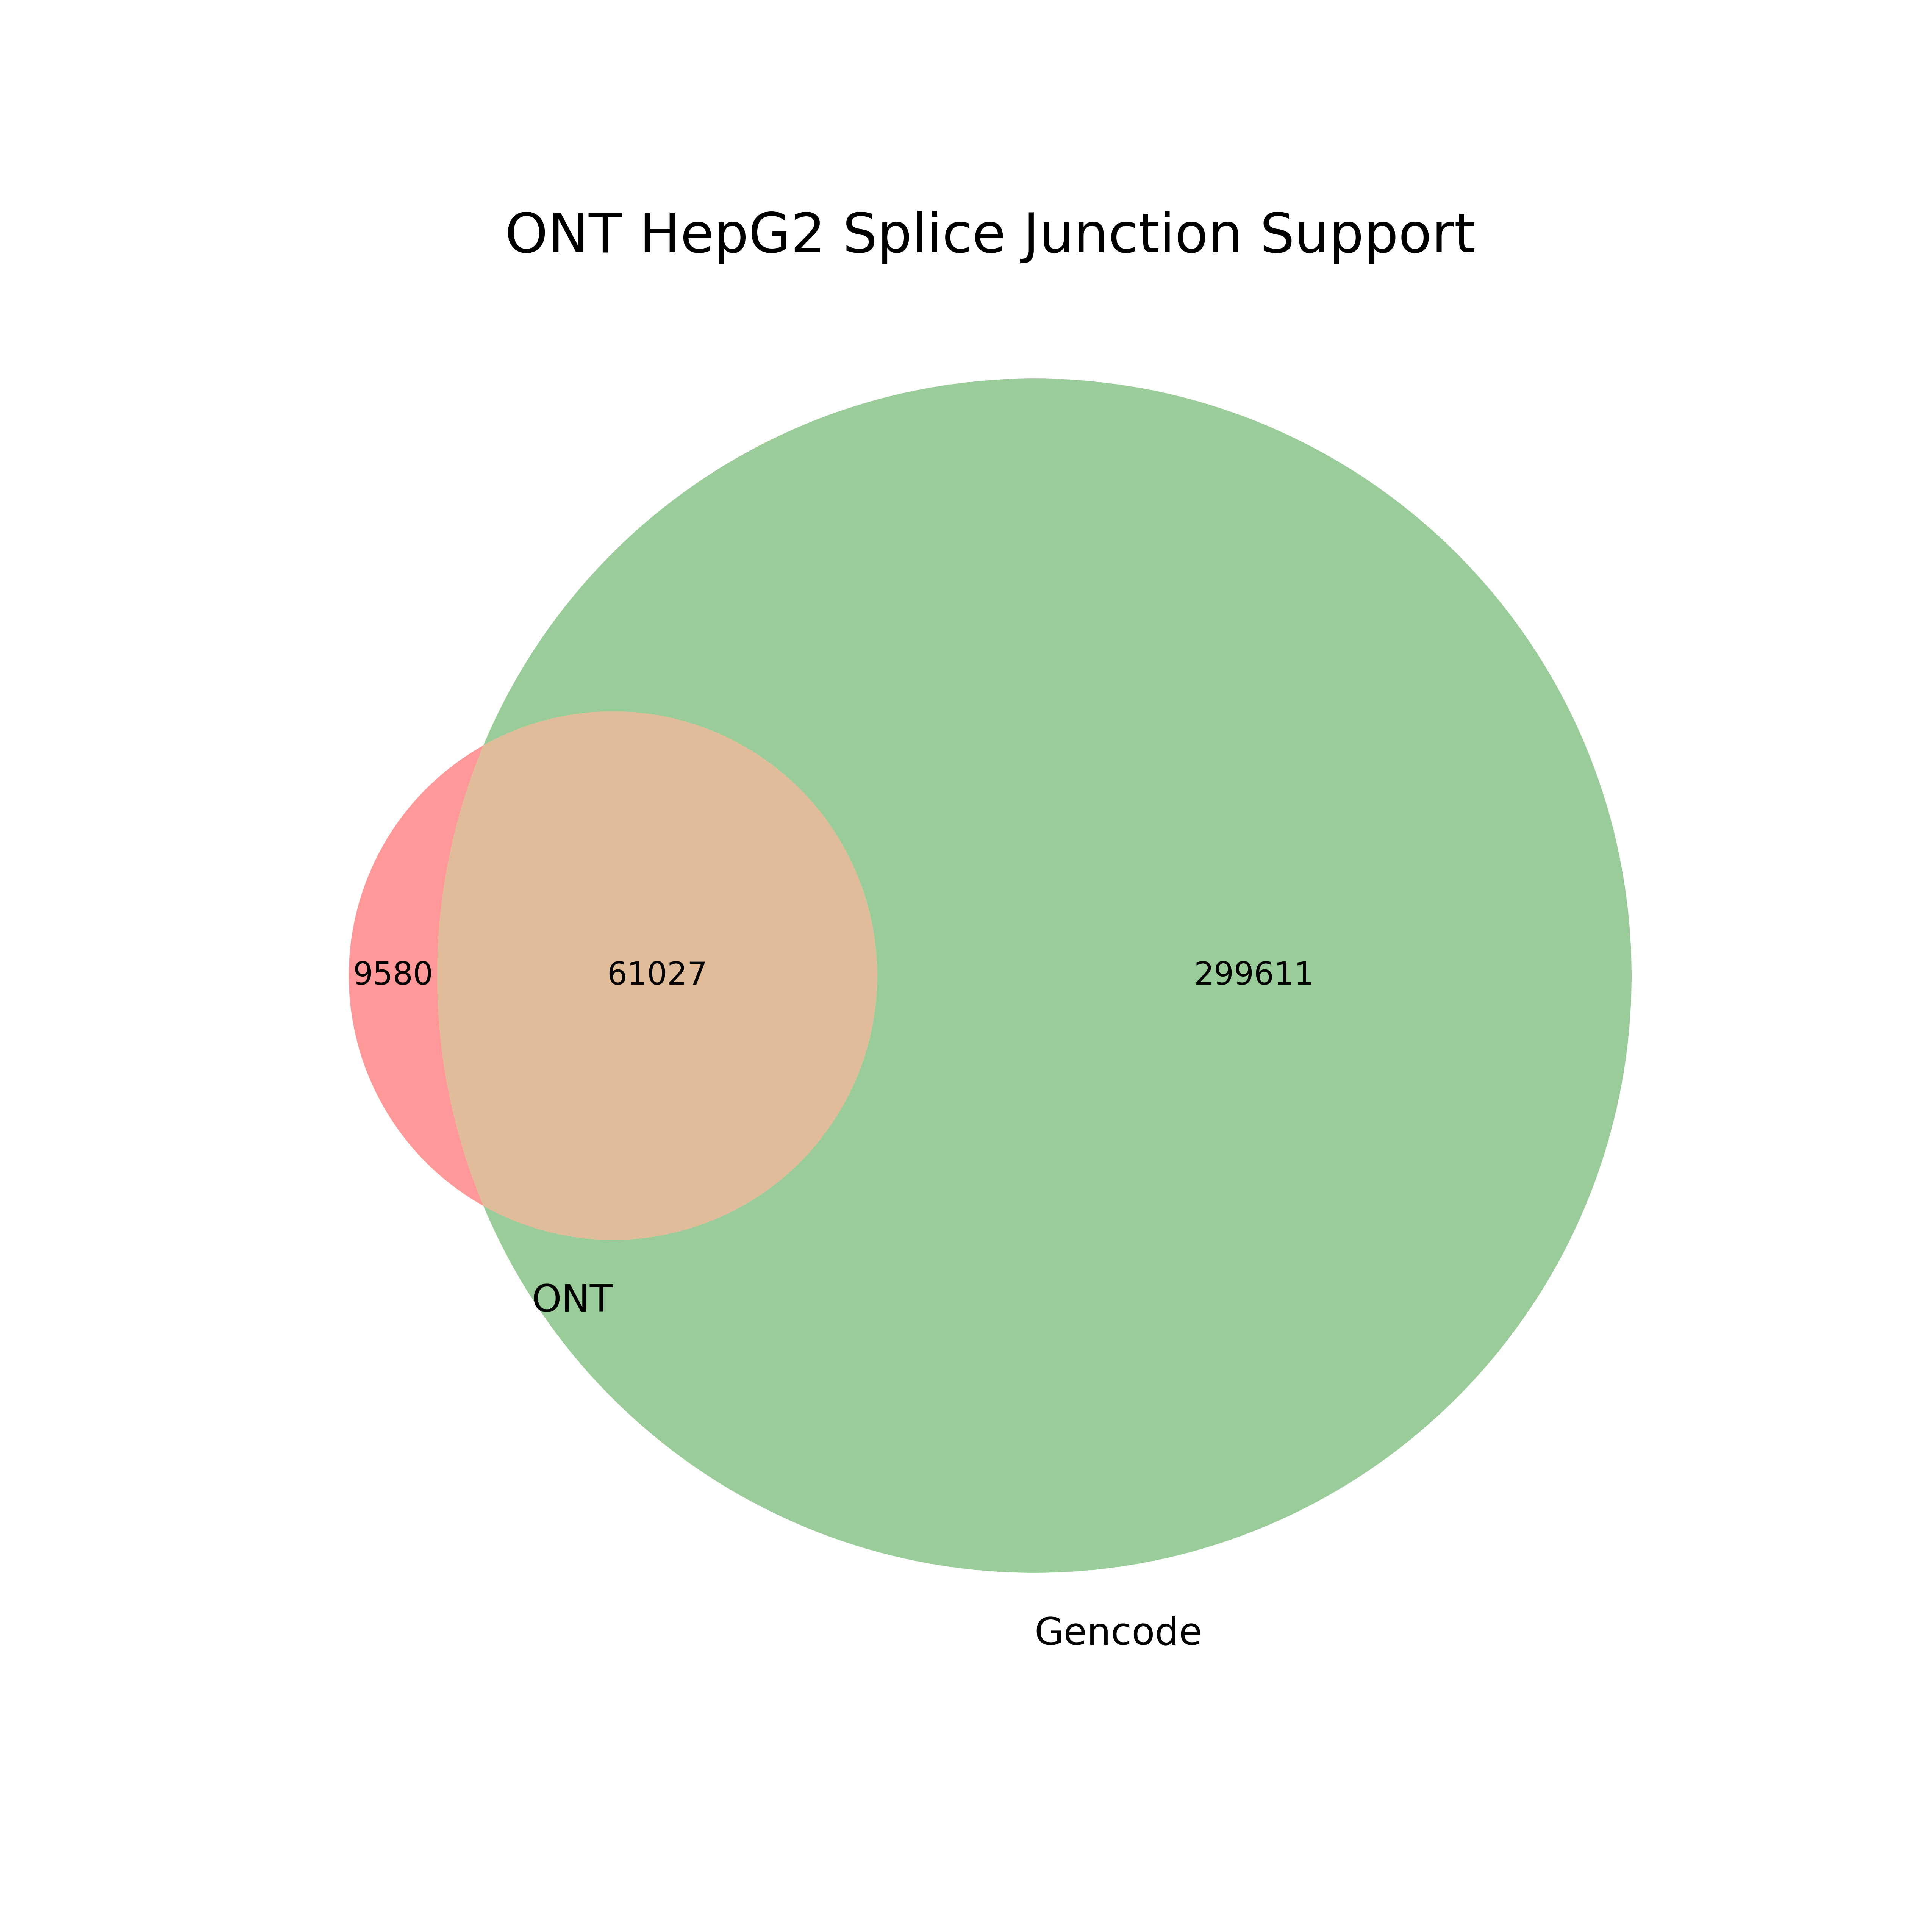 ONT HepG2 Splice Junction Support
9580
61027
299611
ONT
Gencode